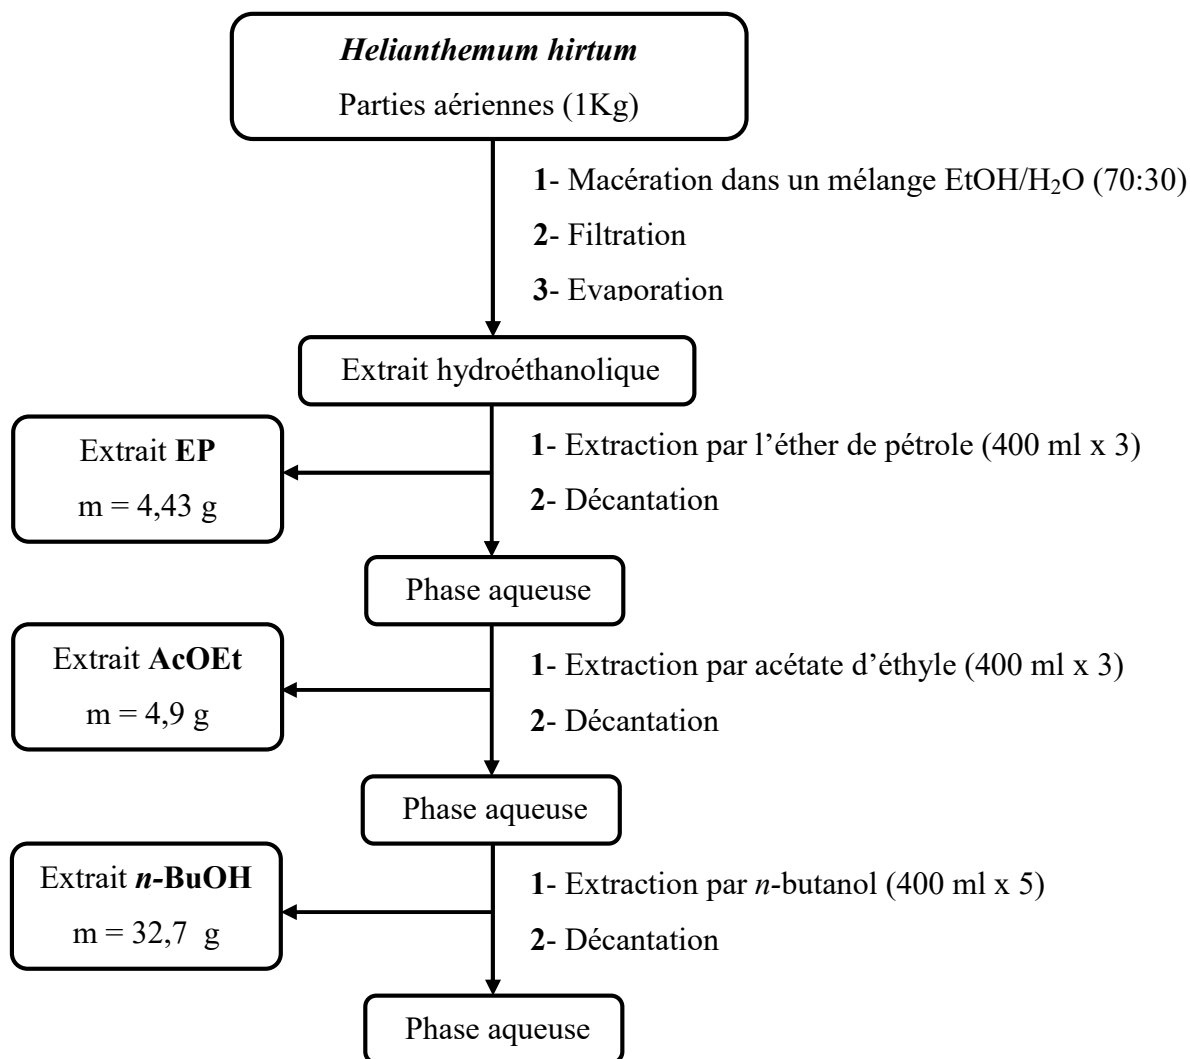 Helianthemum hirtum
Parties aériennes (1Kg)
1- Macération dans un mélange EtOH/H₂O (70:30)
2- Filtration
3- Evaporation
Extrait hydroéthanolique
Extrait EP
m = 4,43 g
1- Extraction par l’éther de pétrole (400 ml x 3)
2- Décantation
Phase aqueuse
Extrait AcOEt
m = 4,9 g
1- Extraction par acétate d’éthyle (400 ml x 3)
2- Décantation
Phase aqueuse
Extrait n-BuOH
m = 32,7 g
1- Extraction par n-butanol (400 ml x 5)
2- Décantation
Phase aqueuse